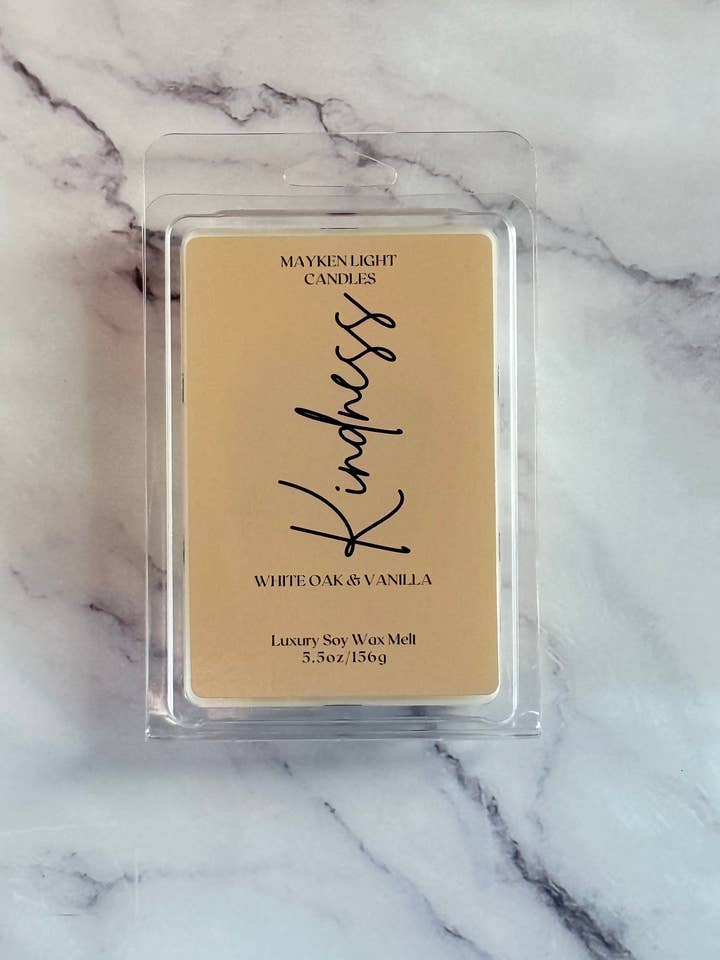 MAYKEN LIGHT
CANDLES
Kindness
WHITE OAK & VANILLA
Luxury Soy Wax Melt
5.5oz/156g